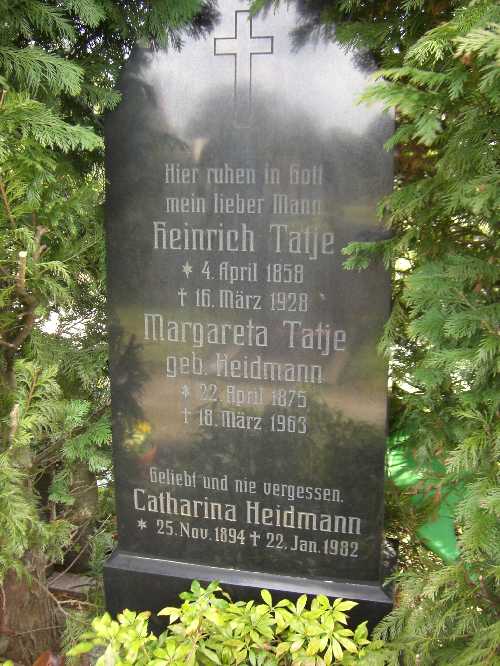 Hier ruhen in Gott
mein lieber Mann
Heinrich Tatje
* 4. April 1858
† 16. März 1928
Margareta Tatje
geb. Heidmann
* 22. April 1875
† 18. März 1963
Geliebt und nie vergessen.
Catharina Heidmann
* 25. Nov. 1894 † 22. Jan. 1982